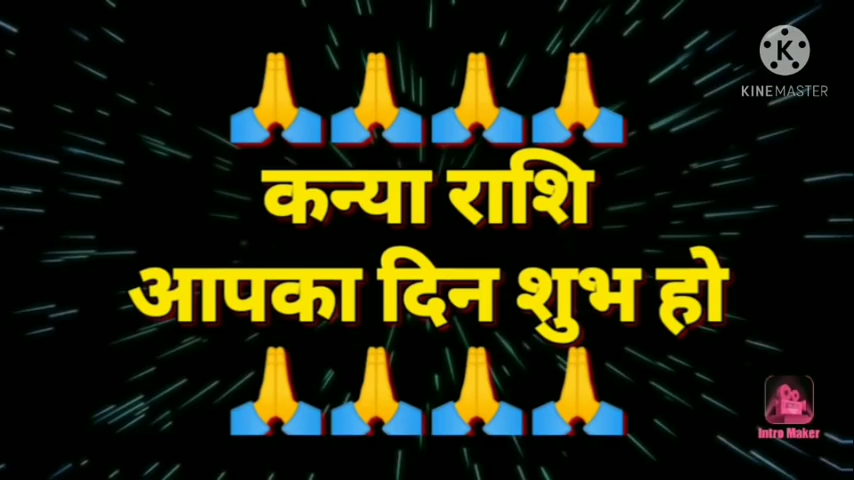 K
KINEMASTER
कन्या राशि
आपका दिन शुभ हो
Intro Maker